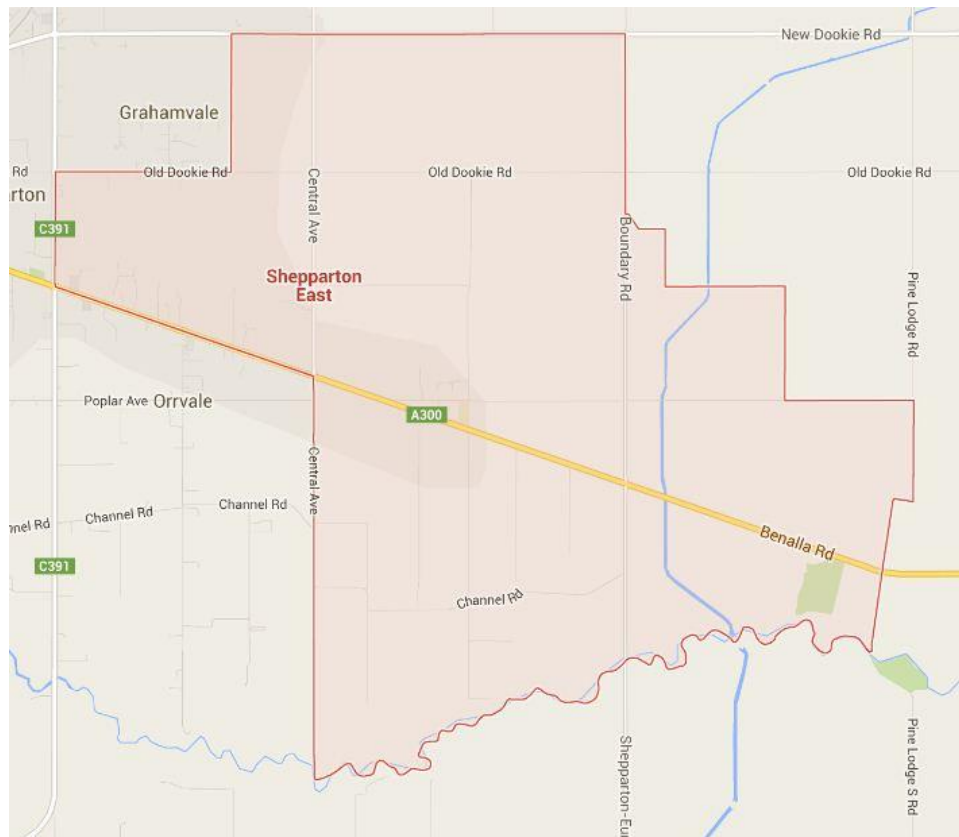 New Dookie Rd
Grahamvale
Rd
Old Dookie Rd
Old Dookie Rd
Old Dookie Rd
rton
Central Ave
C391
Boundary Rd
Shepparton
East
Pine Lodge Rd
Poplar Ave
Orrvale
A300
Central Ave
Channel Rd
Channel Rd
nel Rd
Benalla Rd
C391
Channel Rd
Shepparton-Eu
Pine Lodge S Rd